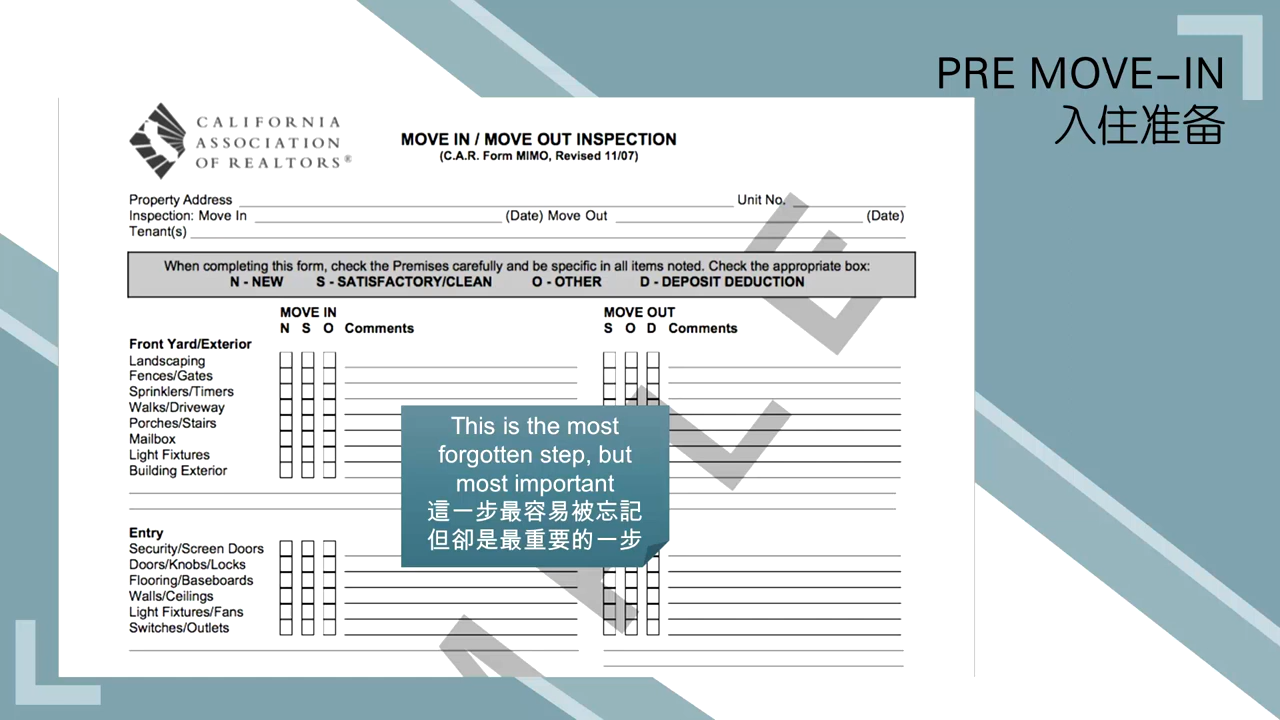 PRE MOVE-IN
入住准备
CALIFORNIA
ASSOCIATION
OF REALTORS®
MOVE IN / MOVE OUT INSPECTION
(C.A.R. Form MIMO, Revised 11/07)
Property Address Unit No.
Inspection: Move In (Date) Move Out (Date)
Tenant(s)
When completing this form, check the Premises carefully and be specific in all items noted. Check the appropriate box:
N - NEW S - SATISFACTORY/CLEAN O - OTHER D - DEPOSIT DEDUCTION
MOVE IN MOVE OUT
N S O Comments S O D Comments
Front Yard/Exterior
Landscaping
Fences/Gates
Sprinklers/Timers
Walks/Driveway
Porches/Stairs
Mailbox
Light Fixtures
Building Exterior
This is the most
forgotten step, but
most important
這一步最容易被忘記
但卻是最重要的一步
Entry
Security/Screen Doors
Doors/Knobs/Locks
Flooring/Baseboards
Walls/Ceilings
Light Fixtures/Fans
Switches/Outlets